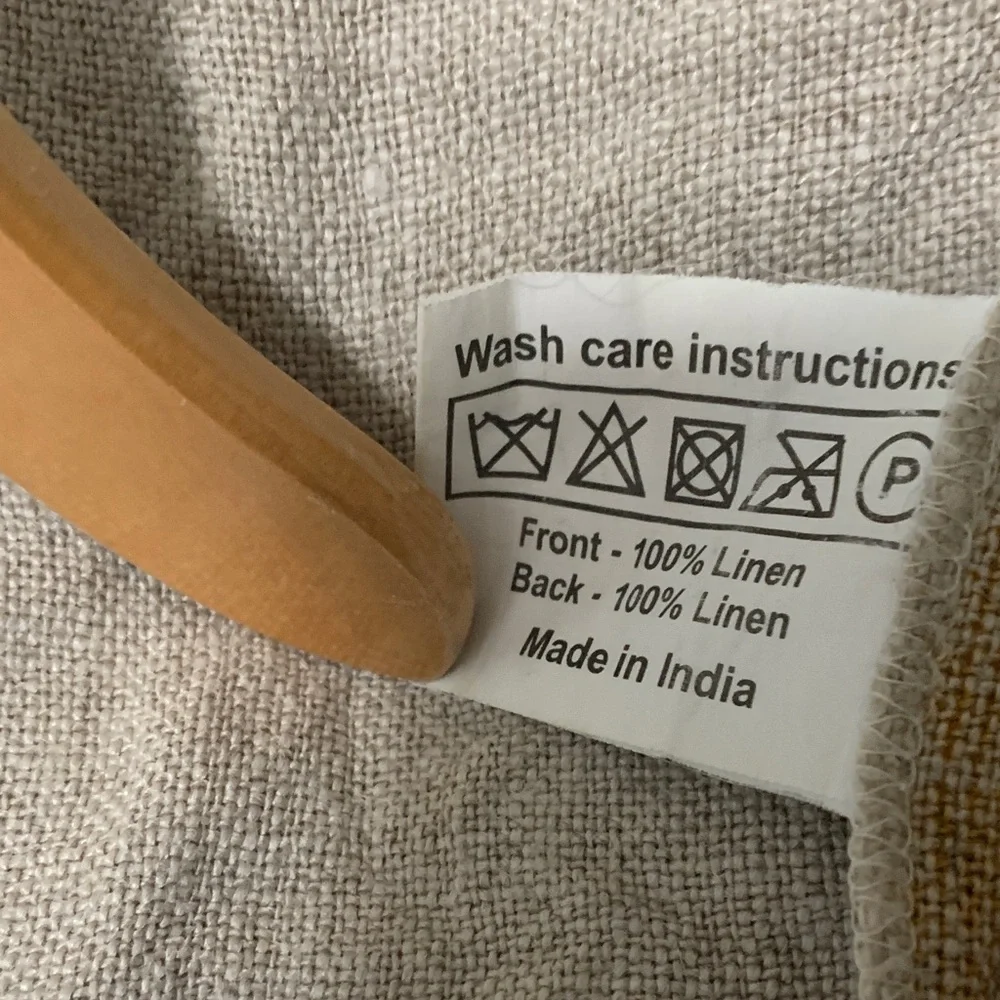 Wash care instructions
P
Front - 100% Linen
Back - 100% Linen
Made in India